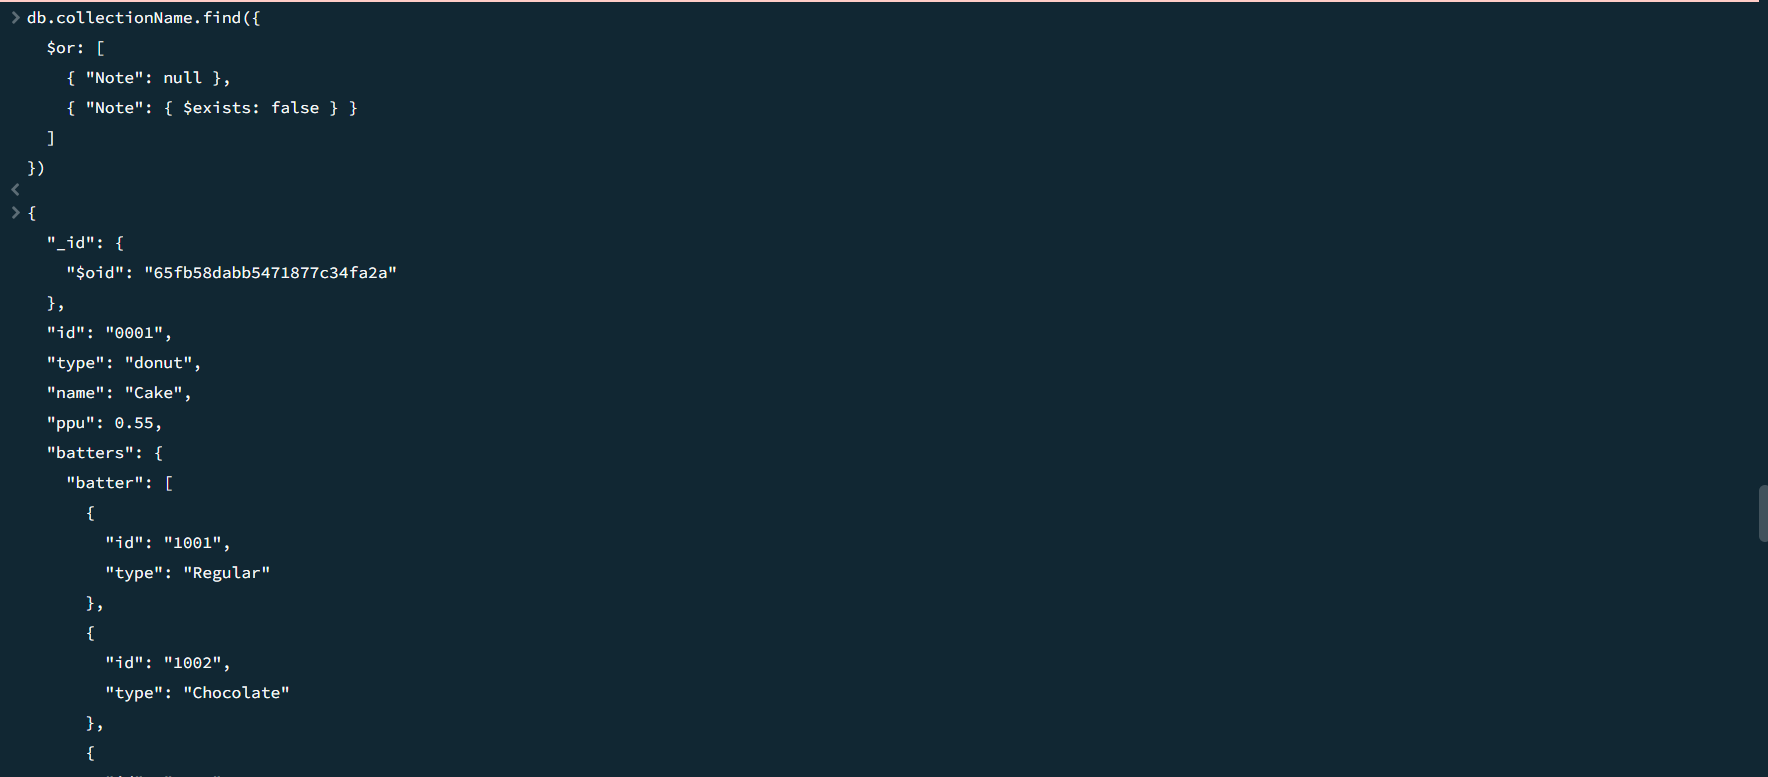 db.collectionName.find({
$or: [
{ "Note": null },
{ "Note": { $exists: false } }
]
})
{
"_id": {
"$oid": "65fb58dabb5471877c34fa2a"
},
"id": "0001",
"type": "donut",
"name": "Cake",
"ppu": 0.55,
"batters": {
"batter": [
{
"id": "1001",
"type": "Regular"
},
{
"id": "1002",
"type": "Chocolate"
},
{